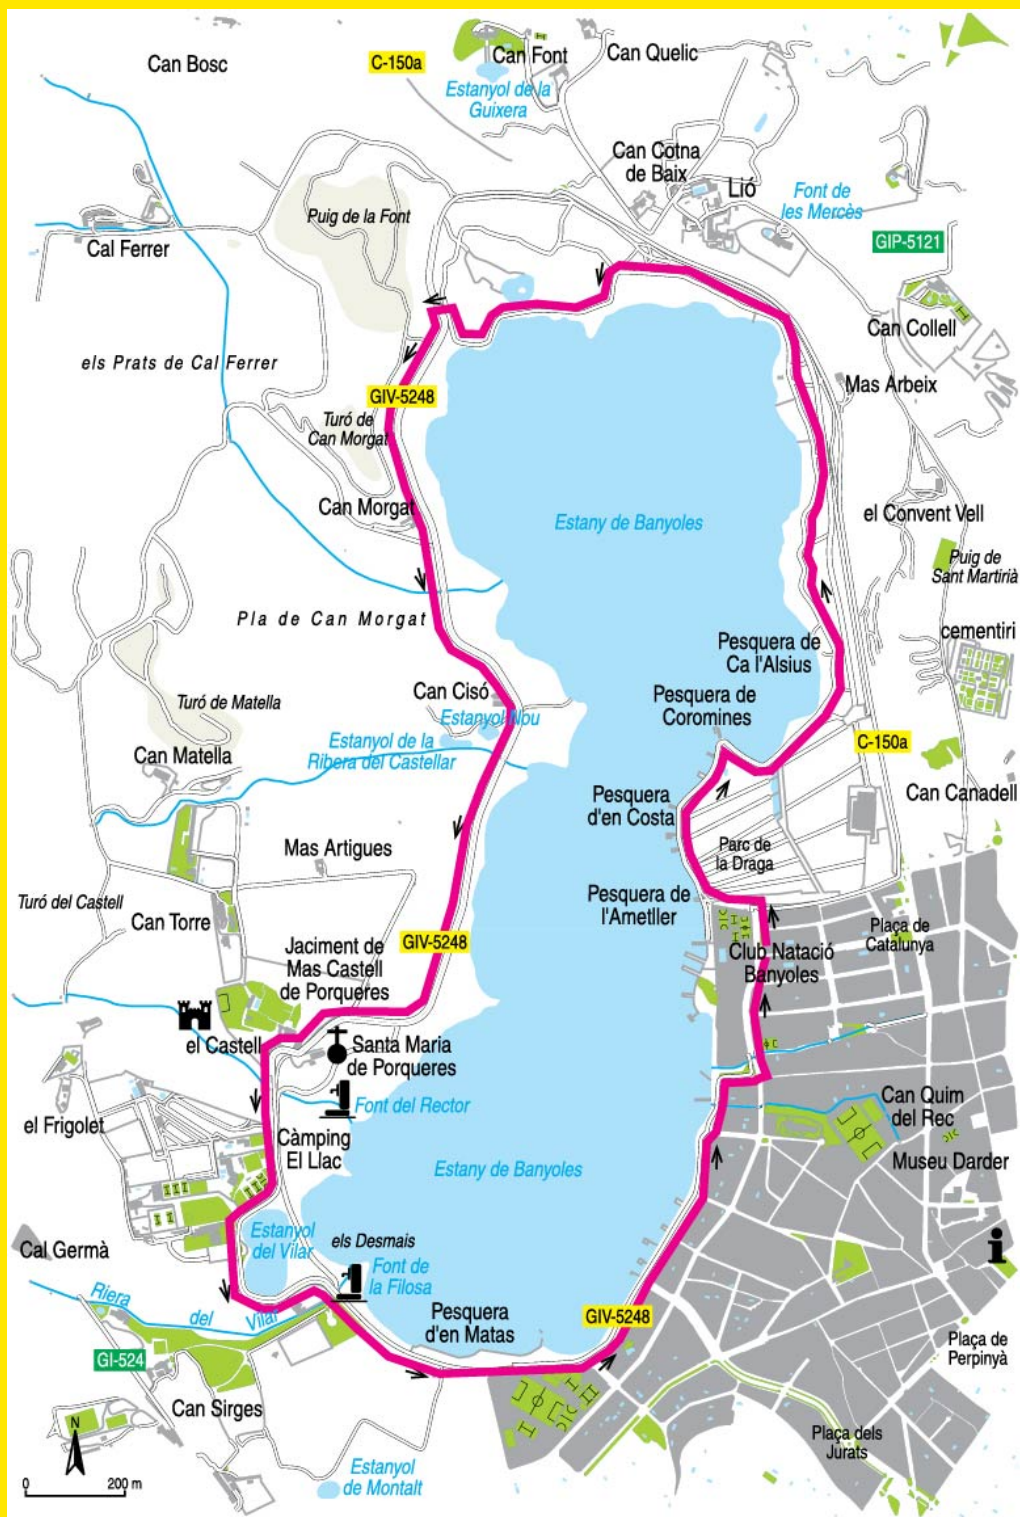 Can Bosc
C-150a
Can Font
Can Quelic
Estanyol de la
Guixera
Can Cotna
de Baix
Lió
Font de
les Mercès
Puig de la Font
GIP-5121
Cal Ferrer
Can Collell
els Prats de Cal Ferrer
GIV-5248
Mas Arbeix
Turó de
Can Morgat
Can Morgat
Estany de Banyoles
el Convent Vell
Puig de
Sant Martirià
Pla de Can Morgat
cementiri
Pesquera de
Ca l'Alsius
Can Cisó
Pesquera de
Coromines
Turó de Matella
Estanyol Nou
Estanyol de la
Ribera del Castellar
C-150a
Can Matella
Can Canadell
Pesquera
d'en Costa
Mas Artigues
Parc de
la Draga
Turó del Castell
Can Torre
Pesquera de
l'Ametller
Plaça de
Catalunya
GIV-5248
Jaciment de
Mas Castell
de Porqueres
Club Natació
Banyoles
el Castell
Santa Maria
de Porqueres
Font del Rector
Can Quim
del Rec
el Frigolet
Càmping
El Llac
Museu Darder
Estany de Banyoles
Estanyol
del Vilar
els Desmais
Cal Germà
Font de
la Filosa
Riera
del
Vilar
Pesquera
d'en Matas
GIV-5248
GI-524
Plaça de
Perpinyà
Can Sirges
Plaça dels
Jurats
N
Estanyol
de Montalt
0
200 m